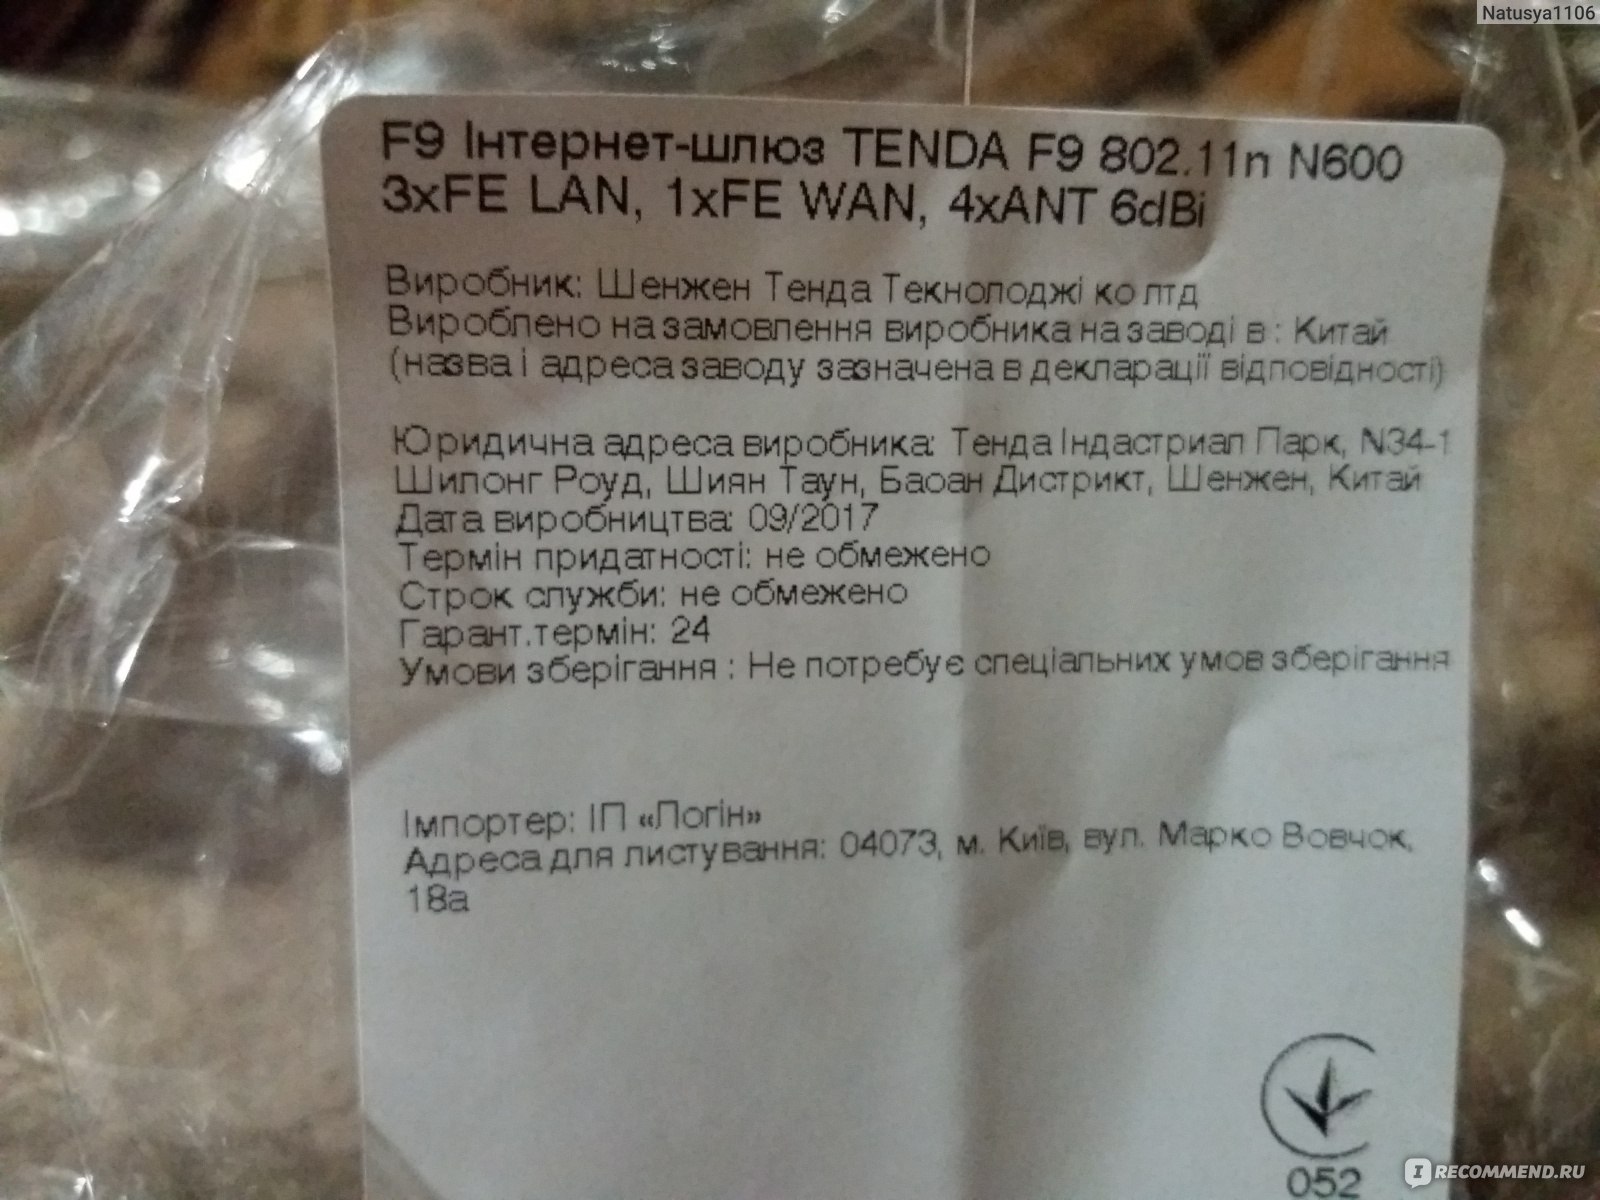 Natusya1106
F9 Інтернет-шлюз TENDA F9 802.11n N600
3xFE LAN, 1xFE WAN, 4xANT 6dBi
Виробник: Шенжен Тенда Текнолоджі ко лтд
Вироблено на замовлення виробника на заводі в : Китай
(назва і адреса заводу зазначена в декларації відповідності)
Юридична адреса виробника: Тенда Індастриал Парк, N34-1
Шилонг Роуд, Шиян Таун, Баоан Дистрикт, Шенжен, Китай
Дата виробництва: 09/2017
Термін придатності: не обмежено
Строк служби: не обмежено
Гарант.термін: 24
Умови зберігання : Не потребує спеціальних умов зберігання
Імпортер: ІП «Логін»
Адреса для листування: 04073, м. Київ, вул. Марко Вовчок,
18а
052
IRECOMMEND.RU